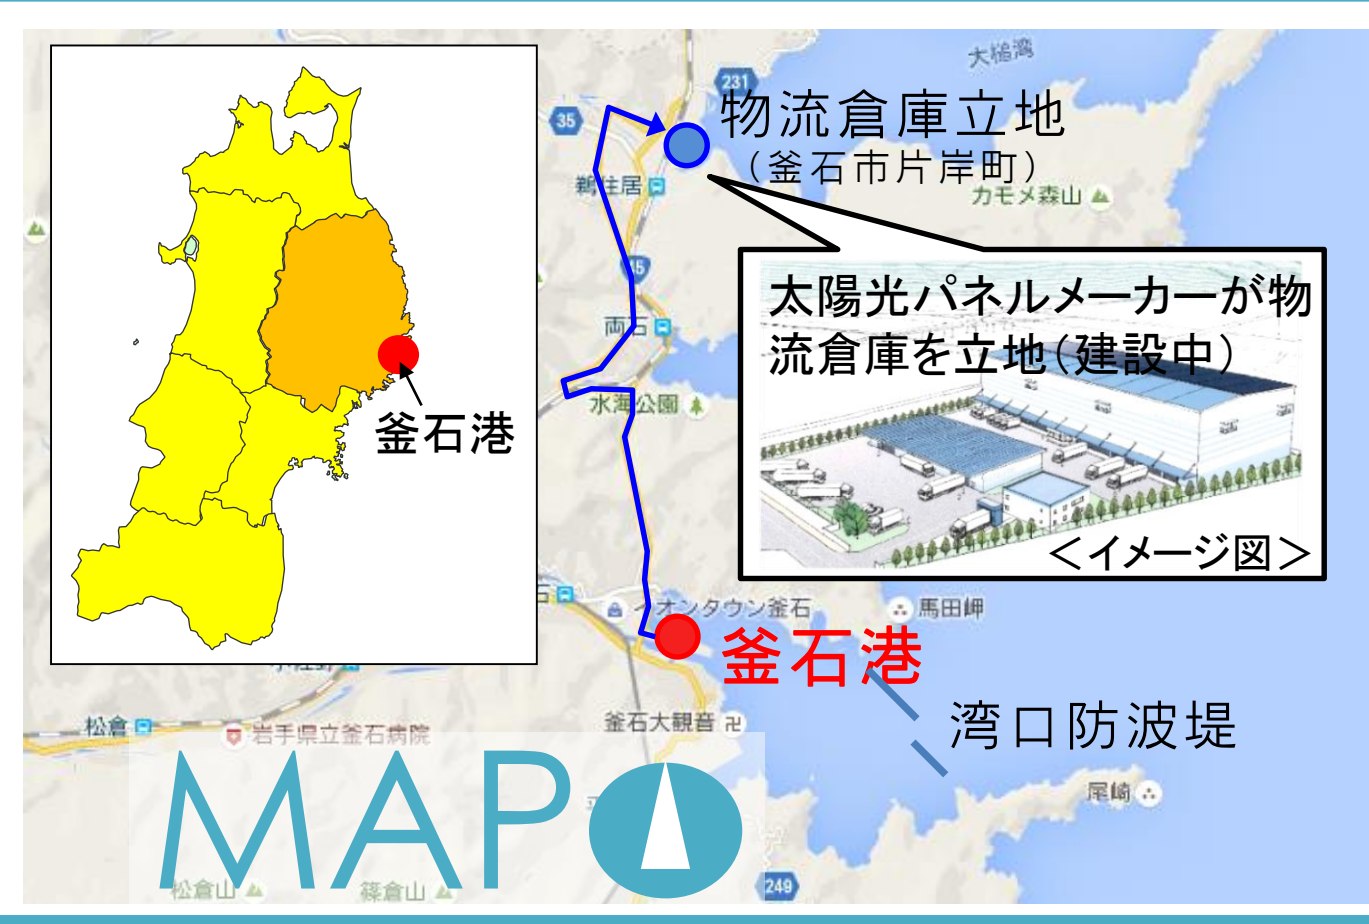 大槌湾
231
物流倉庫立地
（釜石市片岸町）
35
鵜住居
カモメ森山
45
太陽光パネルメーカーが物
流倉庫を立地（建設中）
両石
水海公園
釜石港
＜イメージ図＞
石
イオンタウン釜石
馬田岬
釜石港
松倉
岩手県立釜石病院
釜石大観音
湾口防波堤
尾崎
MAP
松倉山
篠倉山
249